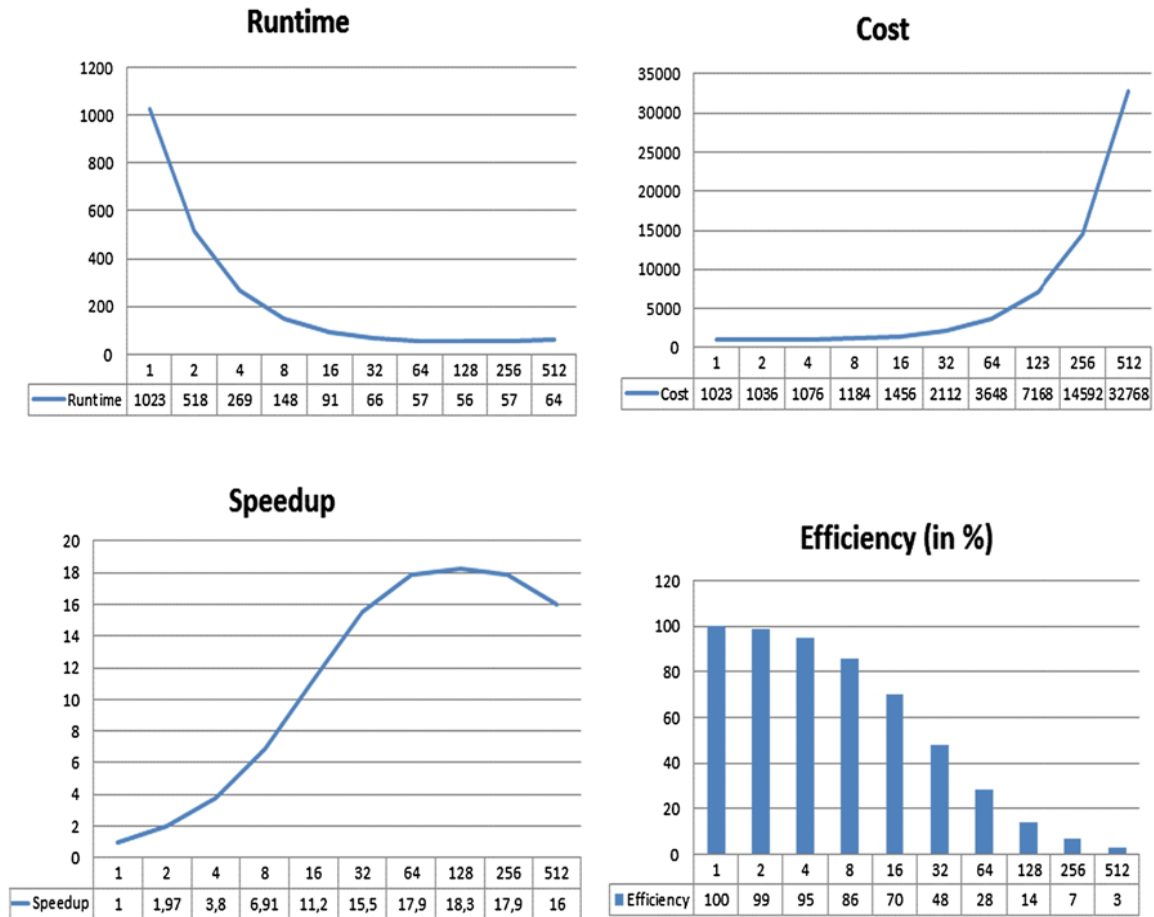 Runtime
1200
1000
800
600
400
200
0
1 2 4 8 16 32 64 128 256 512
Runtime 1023 518 269 148 91 66 57 56 57 64
Cost
35000
30000
25000
20000
15000
10000
5000
0
1 2 4 8 16 32 64 123 256 512
Cost 1023 1036 1076 1184 1456 2112 3648 7168 14592 32768
Speedup
20
18
16
14
12
10
8
6
4
2
0
1 2 4 8 16 32 64 128 256 512
Speedup 1 1,97 3,8 6,91 11,2 15,5 17,9 18,3 17,9 16
Efficiency (in %)
120
100
80
60
40
20
0
1 2 4 8 16 32 64 128 256 512
Efficiency 100 99 95 86 70 48 28 14 7 3